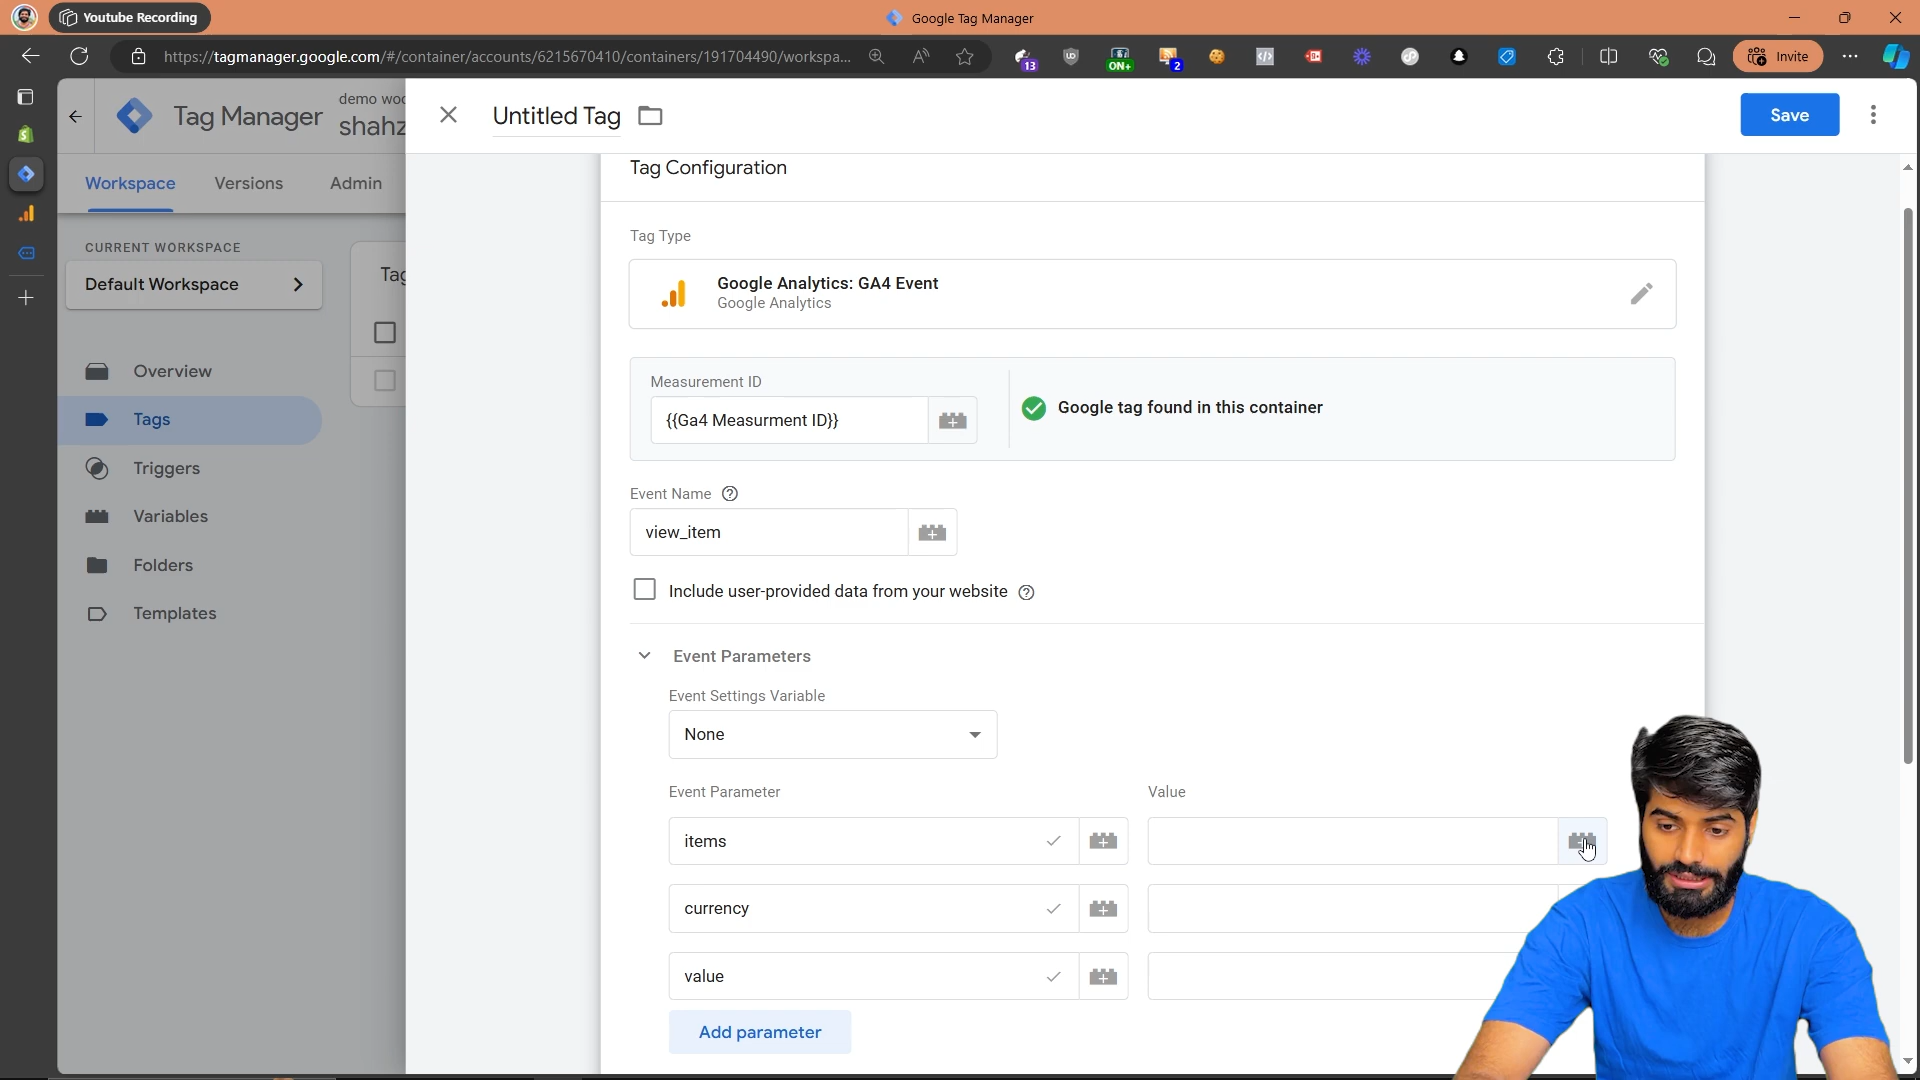 Youtube Recording
Google Tag Manager
https://tagmanager.google.com/#/container/accounts/6215670410/containers/191704490/workspa...
13
ON+
2
Invite
Tag Manager
demo woo
shahz
Untitled Tag
Save
Workspace
Versions
Admin
CURRENT WORKSPACE
Default Workspace
Tag
Overview
Tags
Triggers
Variables
Folders
Templates
Tag Configuration
Tag Type
Google Analytics: GA4 Event
Google Analytics
Measurement ID
{{Ga4 Measurment ID}}
Google tag found in this container
Event Name
view_item
Include user-provided data from your website
Event Parameters
Event Settings Variable
None
Event Parameter
Value
items
currency
value
Add parameter